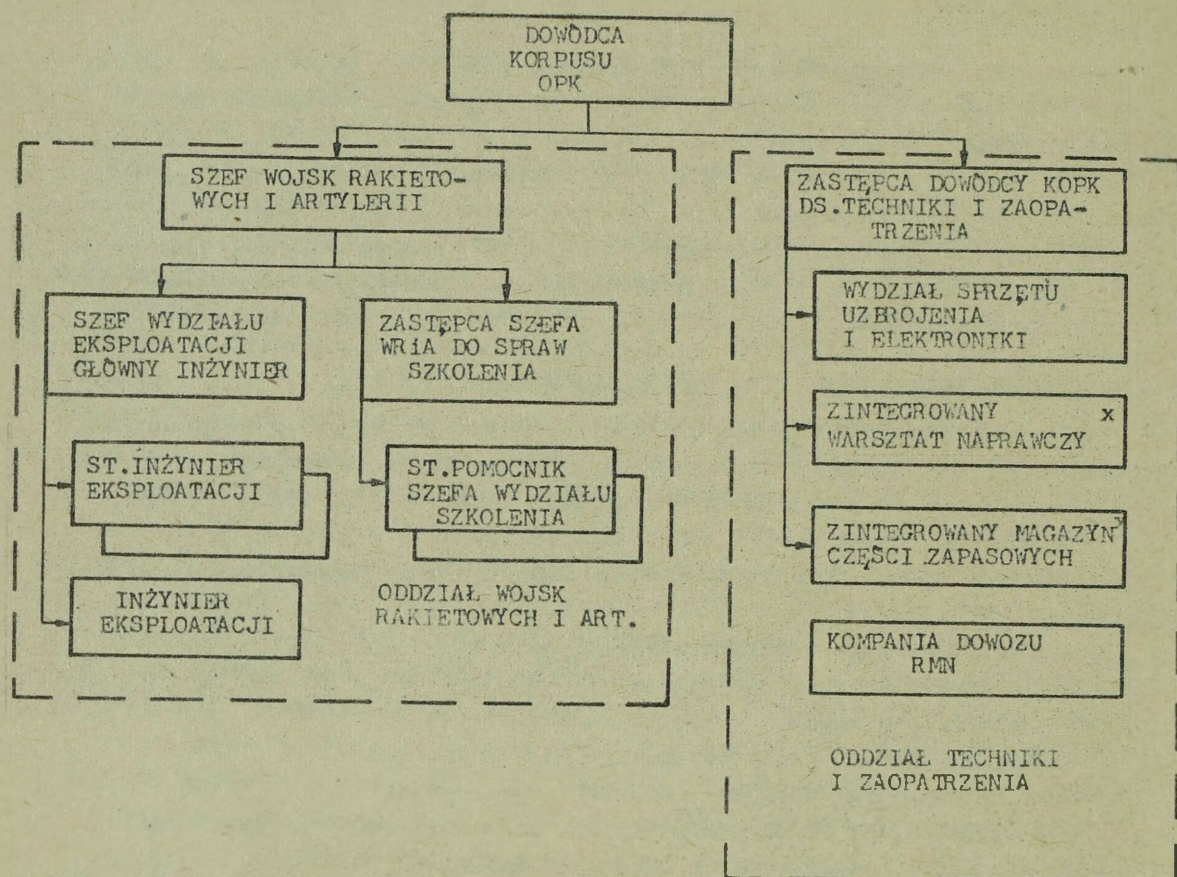 DOWÓDCA
KORPUSU
OPK
SZEF WOJSK RAKIETO-
WYCH I ARTYLERII
SZEF WYDZIAŁU
EKSPLOATACJI
GŁÓWNY INŻYNIER
ZASTĘPCA SZEFA
WRiA DO SPRAW
SZKOLENIA
ST.INŻYNIER
EKSPLOATACJI
ST.POMOCNIK
SZEFA WYDZIAŁU
SZKOLENIA
INŻYNIER
EKSPLOATACJI
ODDZIAŁ WOJSK
RAKIETOWYCH I ART.
ZASTĘPCA DOWÓDCY KOPK
DS.TECHNIKI I ZAOPA-
TRZENIA
WYDZIAŁ SPRZĘTU
UZBROJENIA
I ELEKTRONIKI
ZINTEGROWANY x
WARSZTAT NAPRAWCZY
ZINTEGROWANY MAGAZYN x
CZĘŚCI ZAPASOWYCH
KOMPANIA DOWOZU
RMN
ODDZIAŁ TECHNIKI
I ZAOPATRZENIA